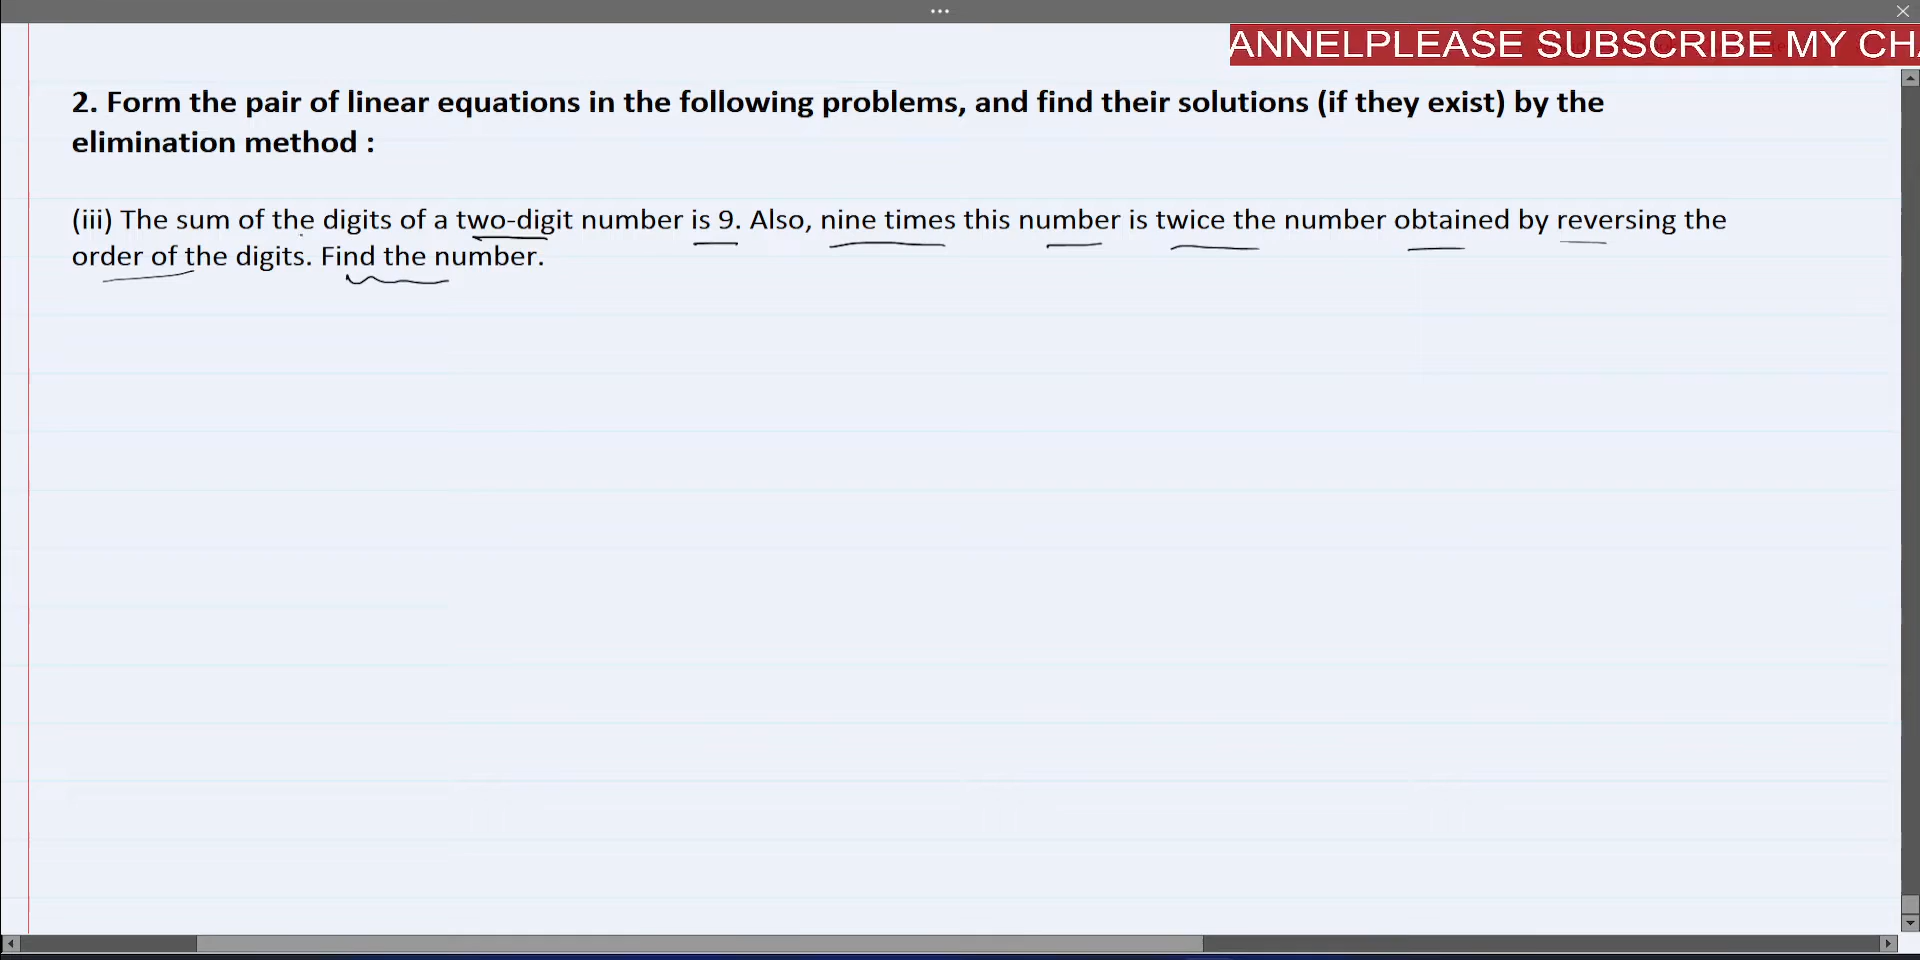 ANNELPLEASE SUBSCRIBE MY CH
2. Form the pair of linear equations in the following problems, and find their solutions (if they exist) by the
elimination method :
(iii) The sum of the digits of a two-digit number is 9. Also, nine times this number is twice the number obtained by reversing the
order of the digits. Find the number.